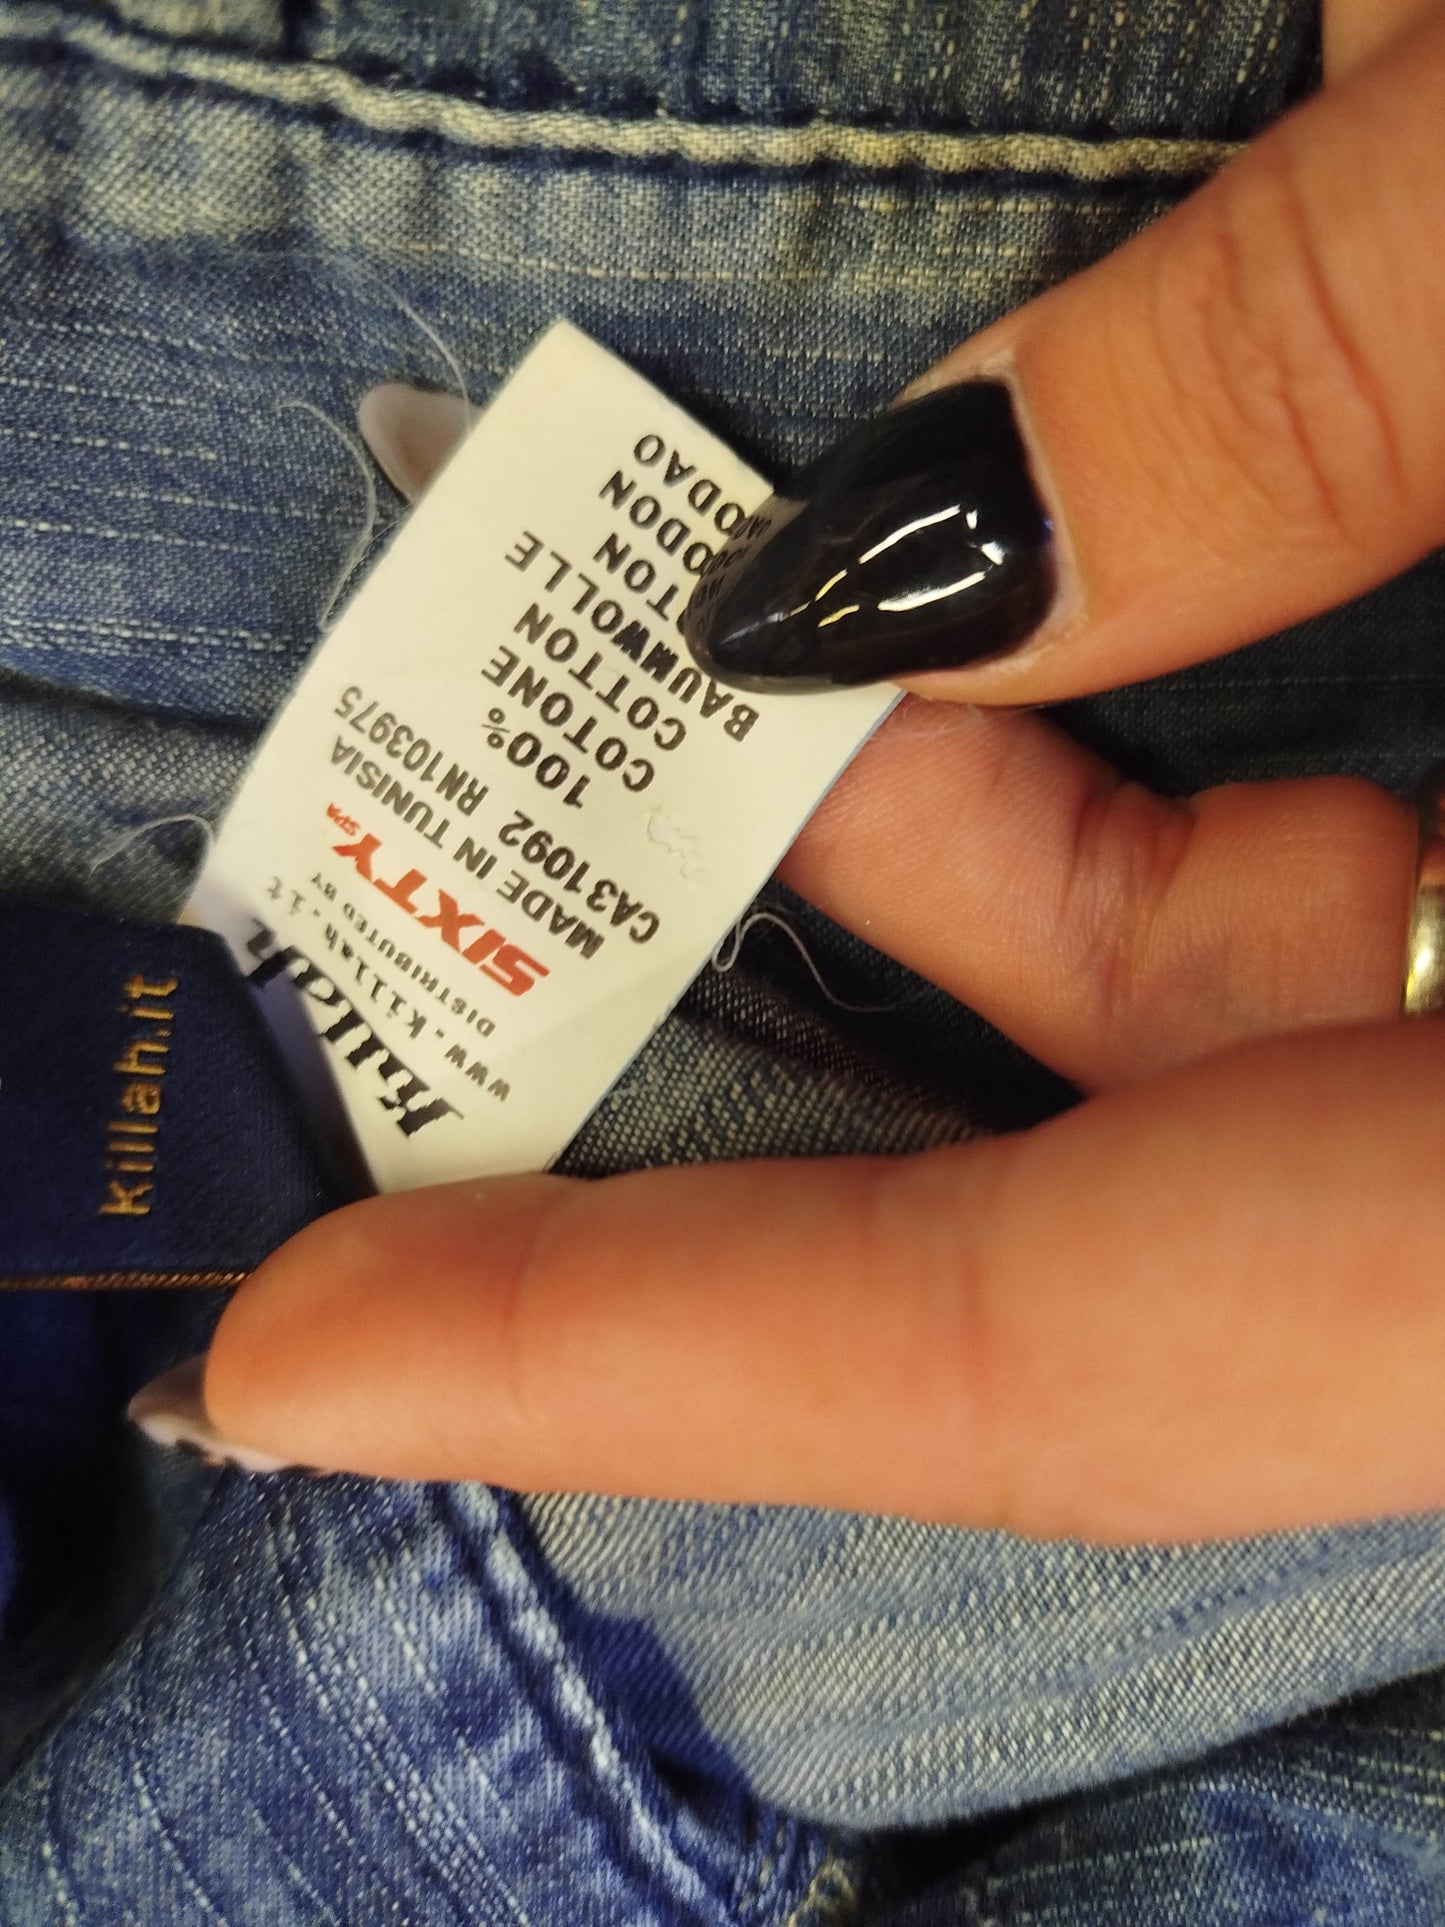 killah
www.killah.it
DISTRIBUTED BY
SIXTY SPA
MADE IN TUNISIA
CA31092 RN103975
100%
COTONE
COTTON
BAUMWOLLE
killah.it